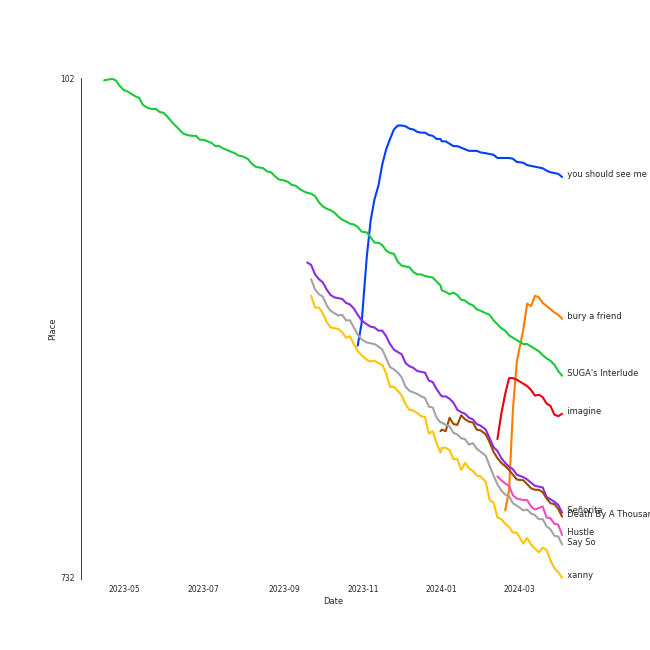 102
you should see me
bury a friend
Place
SUGA's Interlude
imagine
Señorita
Death By A Thousan
Hustle
Say So
xanny
732
2023-05
2023-07
2023-09
2023-11
2024-01
2024-03
Date